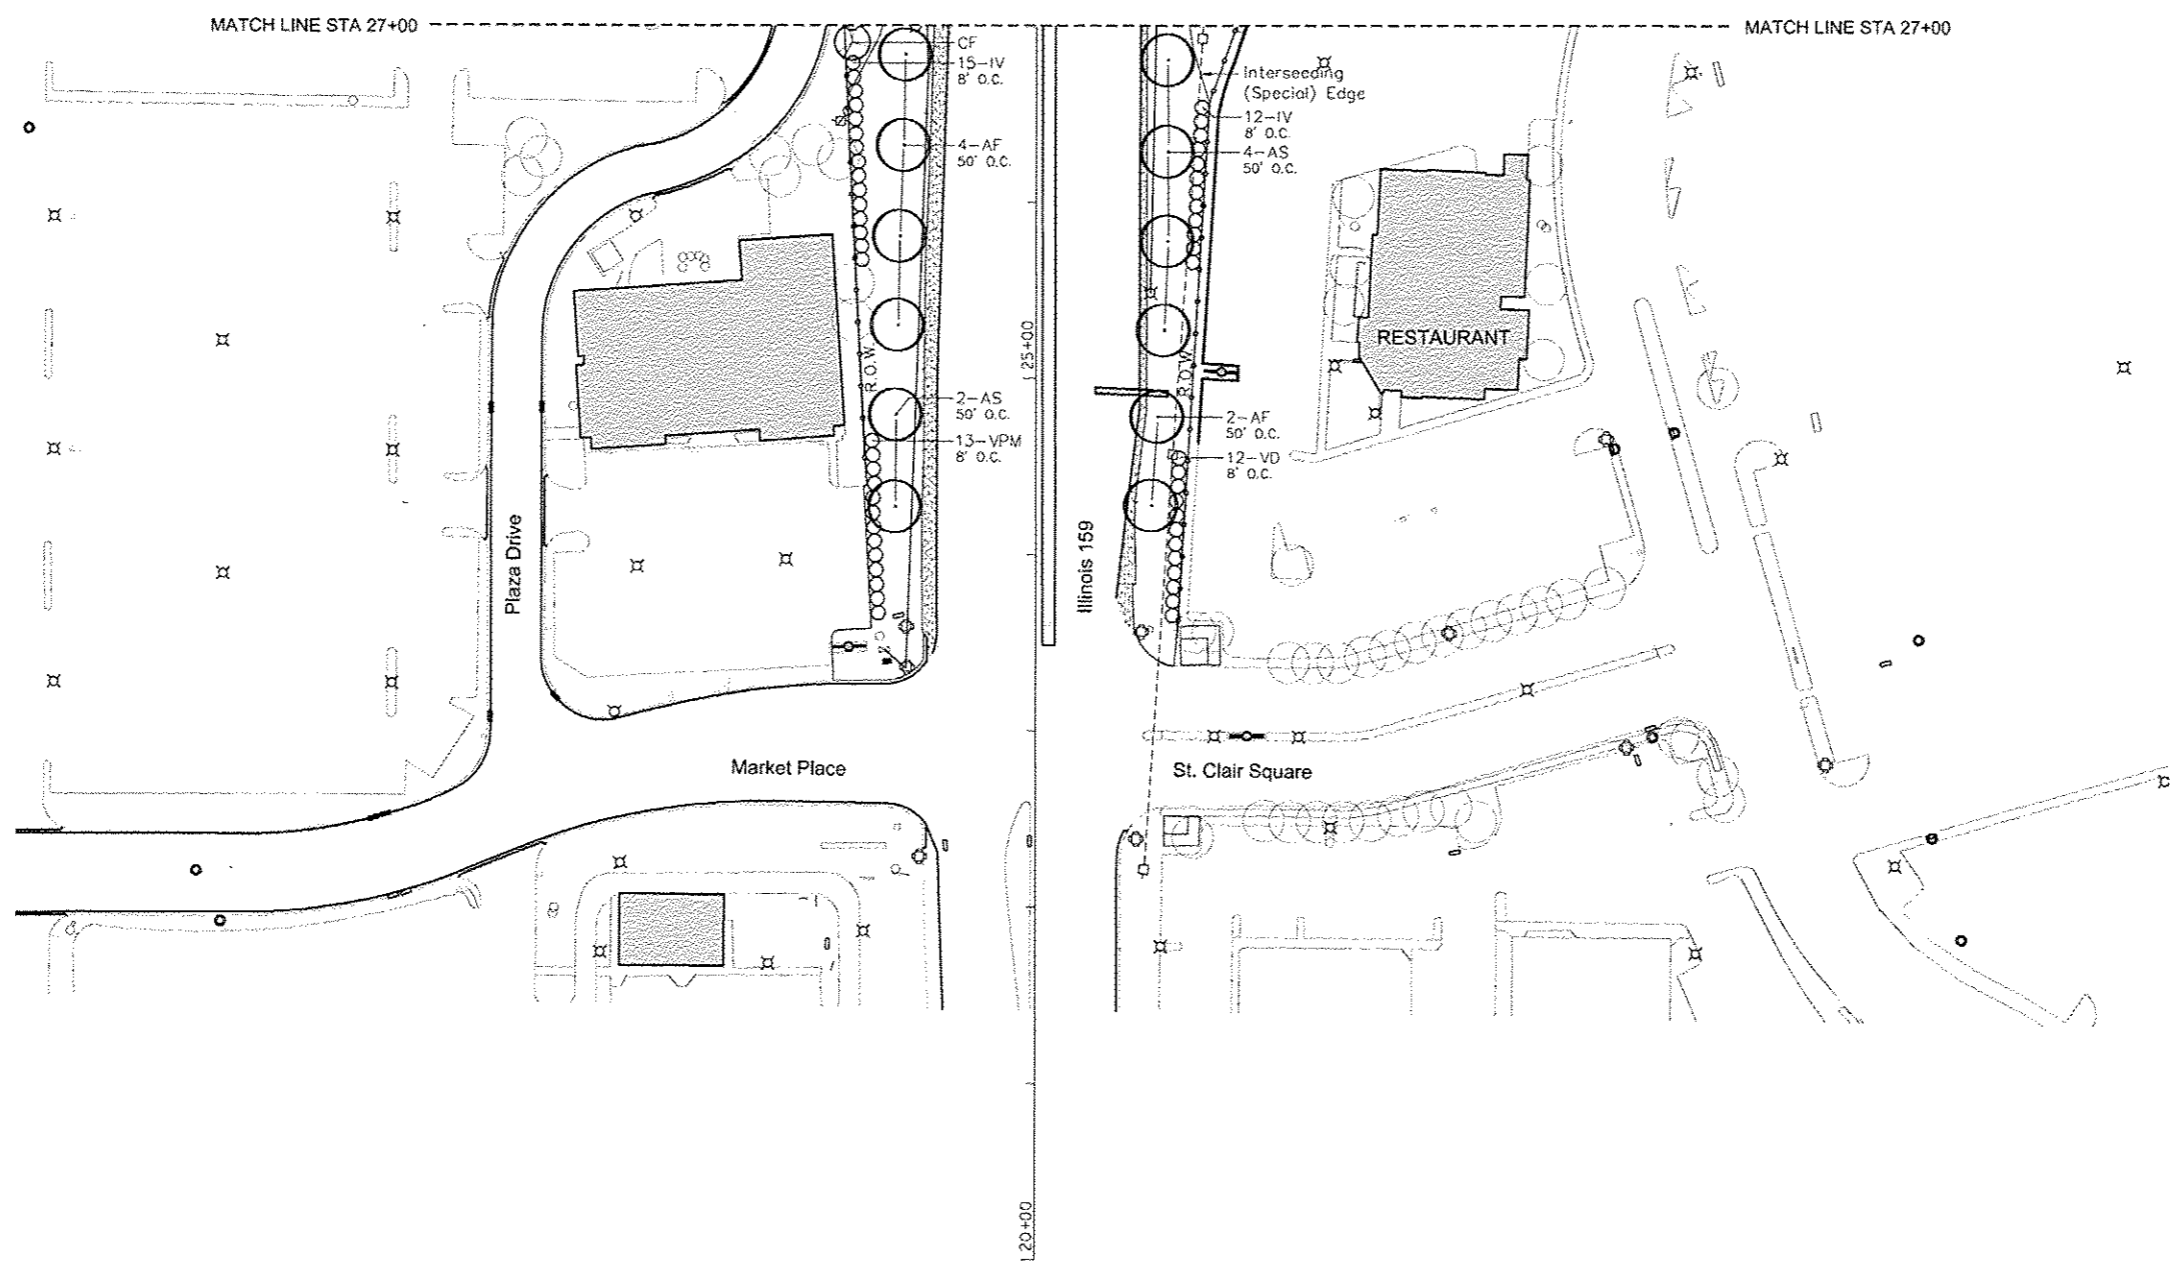 MATCH LINE STA 27+00
MATCH LINE STA 27+00
CF
15-IV
8' O.C.
4-AF
50' O.C.
Interseeding
(Special) Edge
12-IV
8' O.C.
4-AS
50' O.C.
RESTAURANT
R.O.W.
R.O.W.
25+00
2-AS
50' O.C.
13-VPM
8' O.C.
2-AF
50' O.C.
12-VD
8' O.C.
Plaza Drive
Illinois 159
Market Place
St. Clair Square
20+00